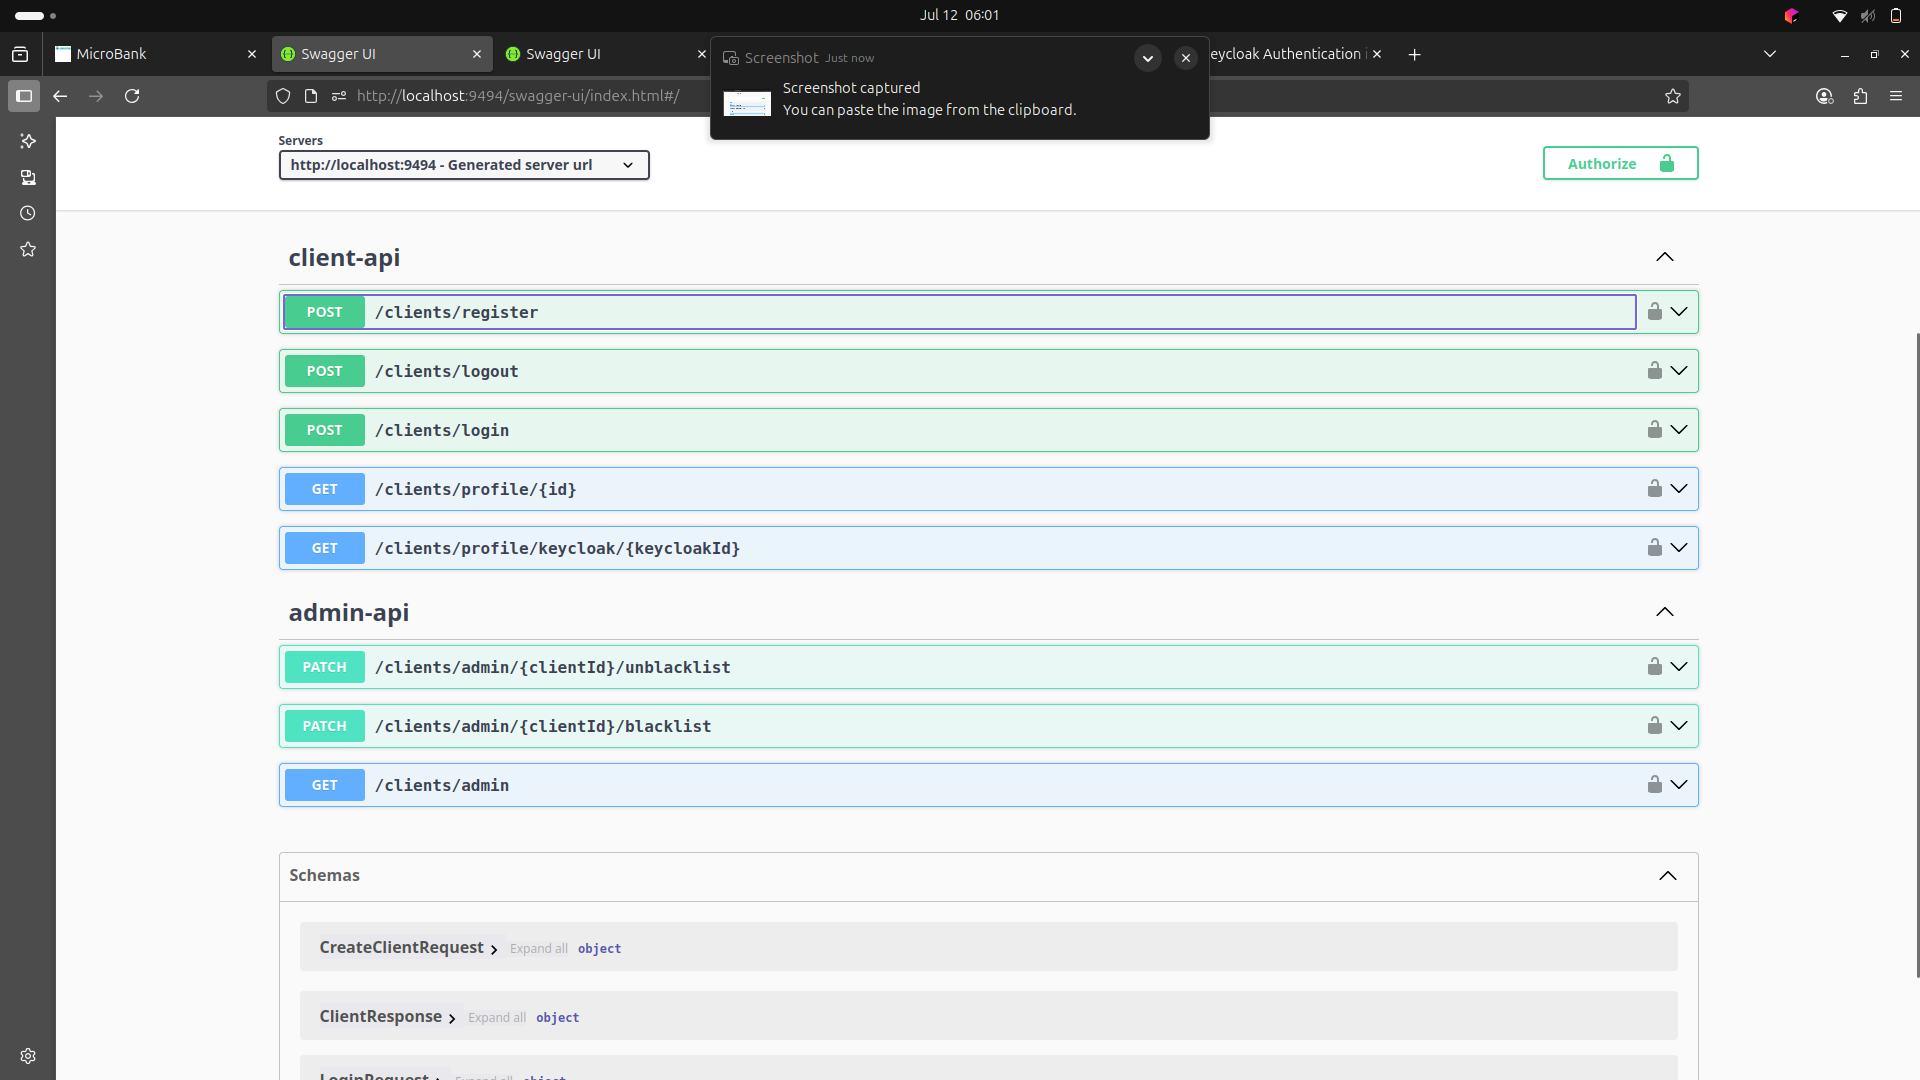 Jul 12 06:01
MicroBank
Swagger UI
Swagger UI
eycloak Authentication
http://localhost:9494/swagger-ui/index.html#/
Screenshot Just now
Screenshot captured
You can paste the image from the clipboard.
Servers
http://localhost:9494 - Generated server url
Authorize
client-api
POST /clients/register
POST /clients/logout
POST /clients/login
GET /clients/profile/{id}
GET /clients/profile/keycloak/{keycloakId}
admin-api
PATCH /clients/admin/{clientId}/unblacklist
PATCH /clients/admin/{clientId}/blacklist
GET /clients/admin
Schemas
CreateClientRequest Expand all object
ClientResponse Expand all object
LoginRequest Expand all object